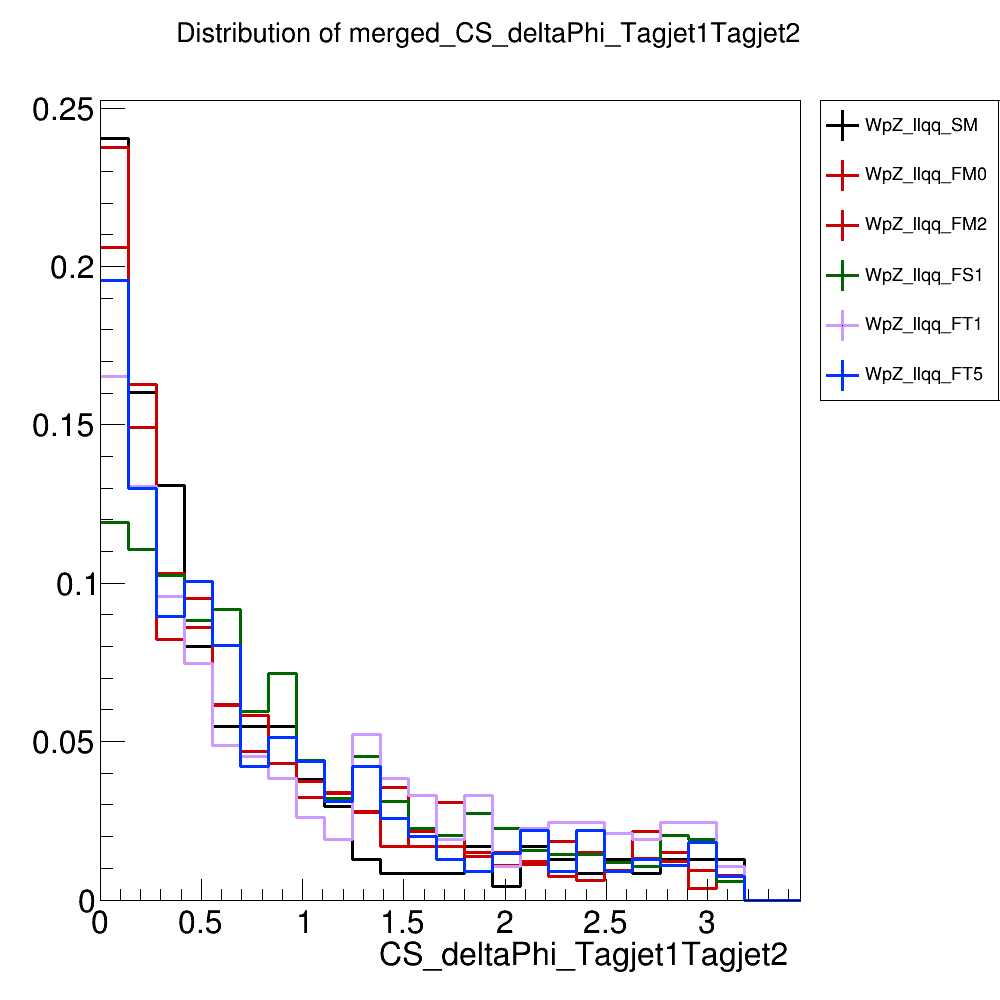 Distribution of merged_CS_deltaPhi_Tagjet1Tagjet2
0.25
0.2
0.15
0.1
0.05
0
0 0.5 1 1.5 2 2.5 3
CS_deltaPhi_Tagjet1Tagjet2
WpZ_llqq_SM
WpZ_llqq_FM0
WpZ_llqq_FM2
WpZ_llqq_FS1
WpZ_llqq_FT1
WpZ_llqq_FT5